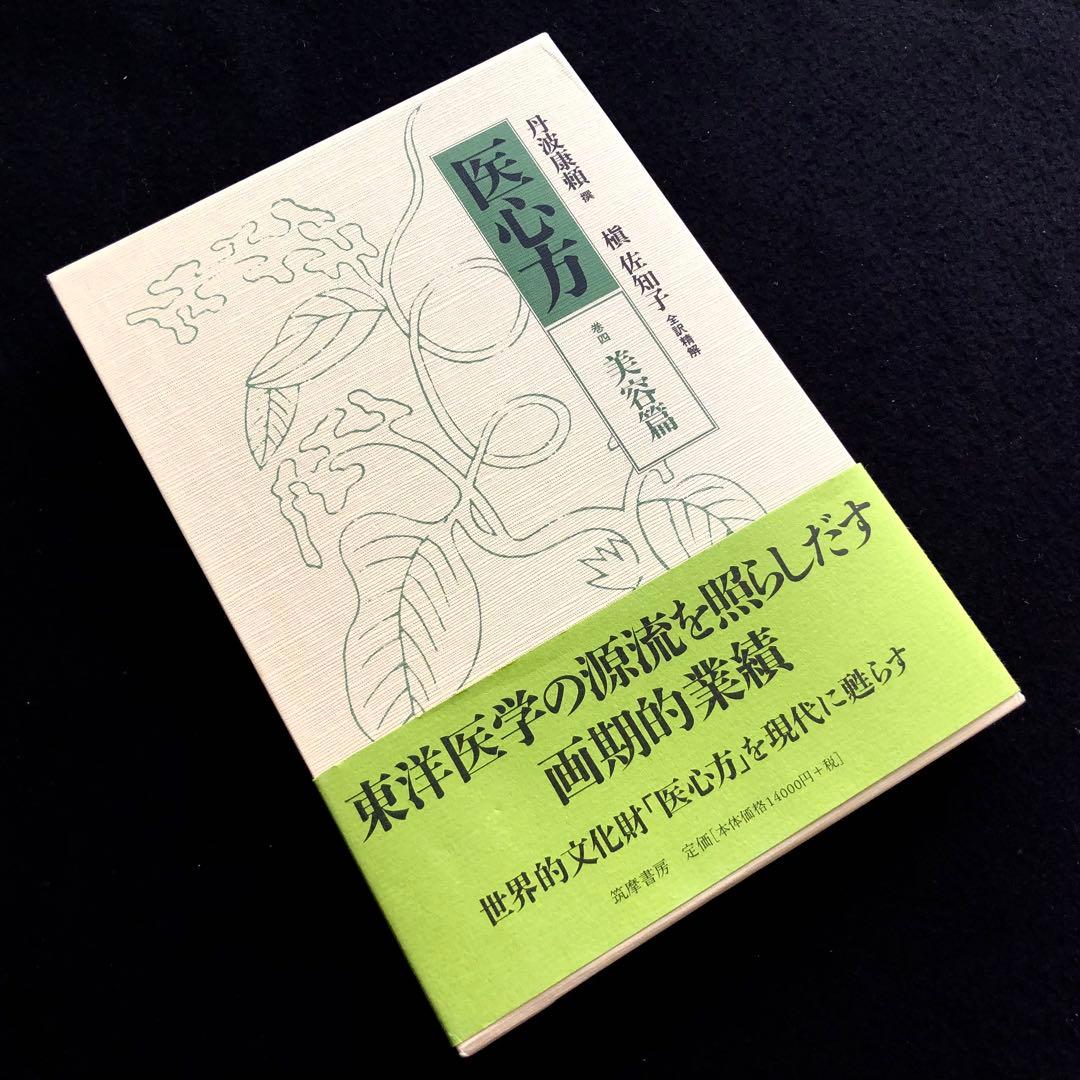 丹波康頼 撰
槇 佐知子 全訳精解
医心方
巻四 美容篇
東洋医学の源流を照らしだす
画期的業績
世界的文化財「医心方」を現代に甦らす
筑摩書房 定価[本体価格14000円+税]